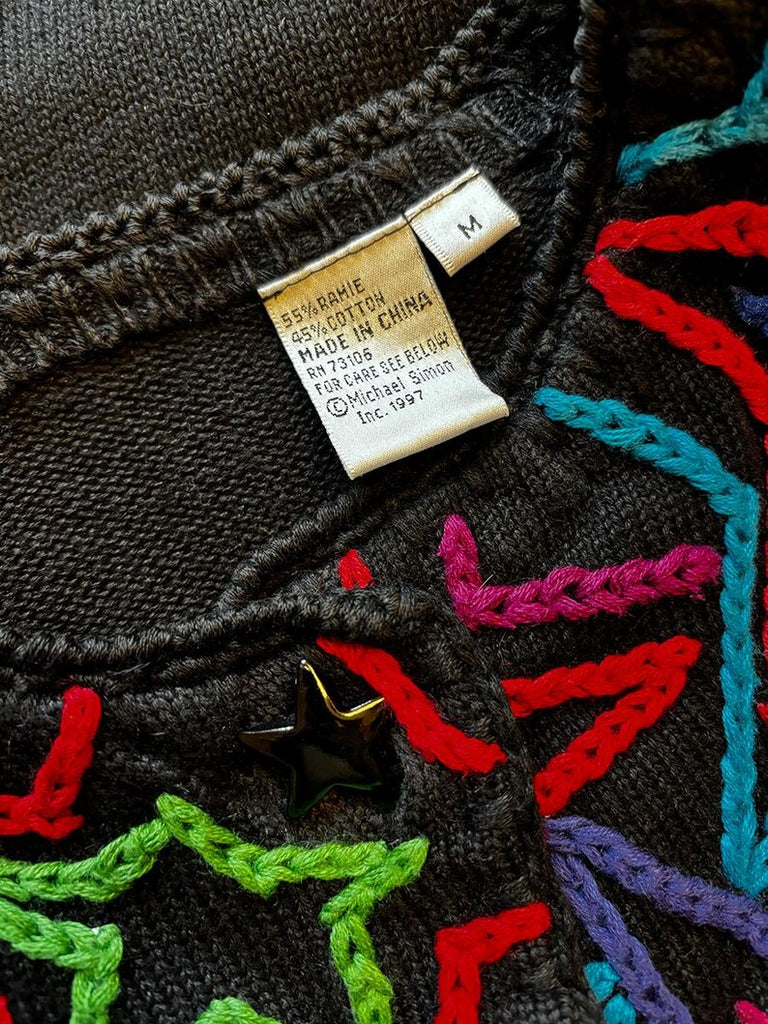 M
55% RAMIE
45% COTTON
MADE IN CHINA
RN 73106
FOR CARE SEE BELOW
©Michael Simon
Inc. 1997